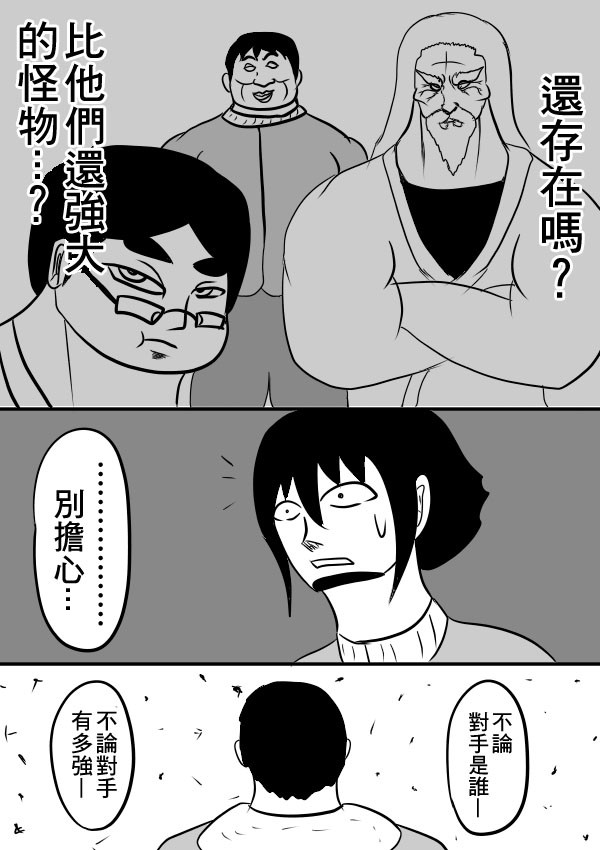 還存在嗎？
比他們還強大
的怪物…？
……………
別擔心…
不論
對手是誰—
不論對手
有多強—